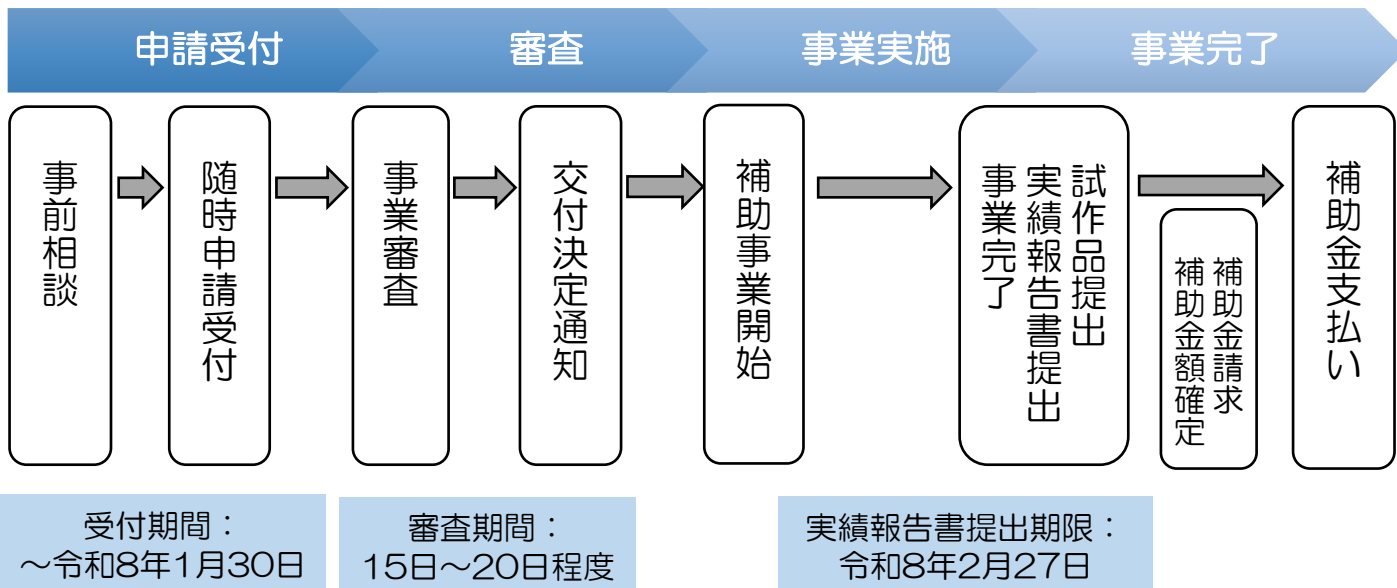 申請受付
審査
事業実施
事業完了
事前相談
随時申請受付
事業審査
交付決定通知
補助事業開始
試作品提出
実績報告書提出
事業完了
補助金請求
補助金額確定
補助金支払い
受付期間：
～令和8年1月30日
審査期間：
15日～20日程度
実績報告書提出期限：
令和8年2月27日